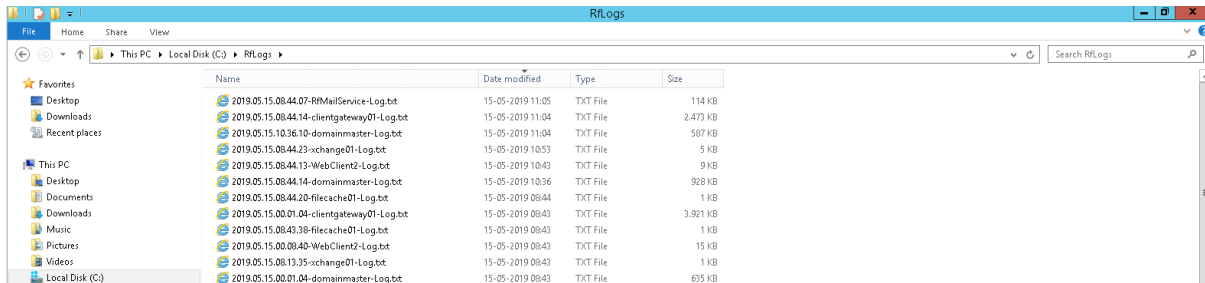 RfLogs
File Home Share View
This PC Local Disk (C:) RfLogs Search RfLogs
Name Date modified Type Size
Favorites
Desktop
Downloads
Recent places
This PC
Desktop
Documents
Downloads
Music
Pictures
Videos
Local Disk (C:)
2019.05.15.08.44.07-RfMailService-Log.txt 15-05-2019 11:05 TXT File 114 KB
2019.05.15.08.44.14-clientgateway01-Log.txt 15-05-2019 11:04 TXT File 2.473 KB
2019.05.15.10.36.10-domainmaster-Log.txt 15-05-2019 11:04 TXT File 587 KB
2019.05.15.08.44.23-xchange01-Log.txt 15-05-2019 10:53 TXT File 5 KB
2019.05.15.08.44.13-WebClient2-Log.txt 15-05-2019 10:43 TXT File 9 KB
2019.05.15.08.44.14-domainmaster-Log.txt 15-05-2019 10:36 TXT File 928 KB
2019.05.15.08.44.20-filecache01-Log.txt 15-05-2019 08:44 TXT File 1 KB
2019.05.15.00.01.04-clientgateway01-Log.txt 15-05-2019 08:43 TXT File 3.921 KB
2019.05.15.08.43.38-filecache01-Log.txt 15-05-2019 08:43 TXT File 1 KB
2019.05.15.00.08.40-WebClient2-Log.txt 15-05-2019 08:43 TXT File 15 KB
2019.05.15.08.13.35-xchange01-Log.txt 15-05-2019 08:43 TXT File 1 KB
2019.05.15.00.01.04-domainmaster-Log.txt 15-05-2019 08:43 TXT File 635 KB